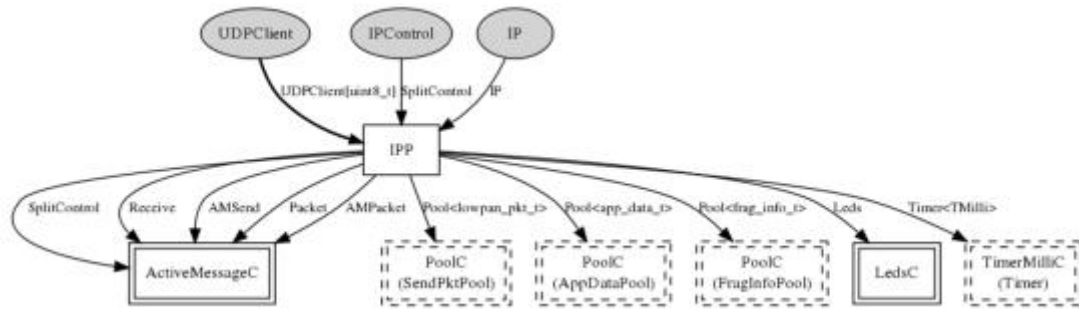 UDPClient
IPControl
IP
UDPClient[uint8_t]
SplitControl
IP
IPP
SplitControl
Receive
AMSend
Packet
AMPacket
Pool<lowpan_pkt_t>
Pool<app_data_t>
Pool<frag_info_t>
Leds
Timer<TMilli>
ActiveMessageC
PoolC
(SendPktPool)
PoolC
(AppDataPool)
PoolC
(FragInfoPool)
LedsC
TimerMilliC
(Timer)